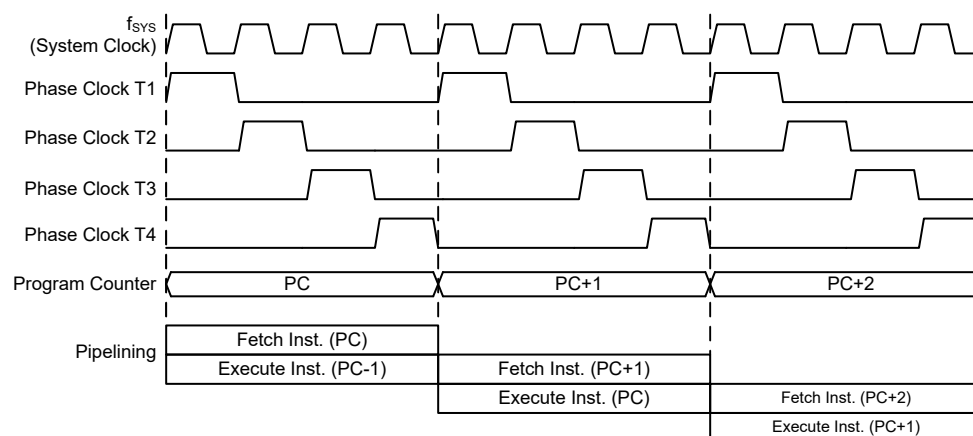 fSYS
(System Clock)
Phase Clock T1
Phase Clock T2
Phase Clock T3
Phase Clock T4
Program Counter
PC
PC+1
PC+2
Pipelining
Fetch Inst. (PC)
Execute Inst. (PC-1)
Fetch Inst. (PC+1)
Execute Inst. (PC)
Fetch Inst. (PC+2)
Execute Inst. (PC+1)